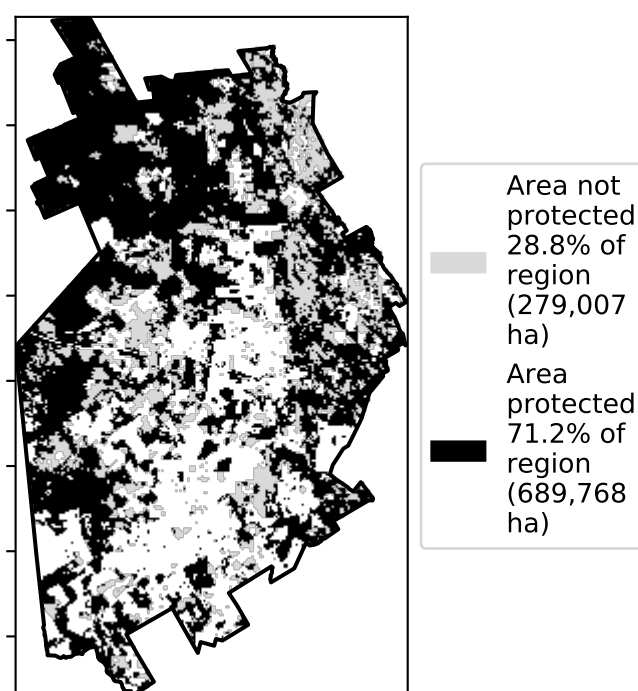 Area not
protected
28.8% of
region
(279,007
ha)
Area
protected
71.2% of
region
(689,768
ha)